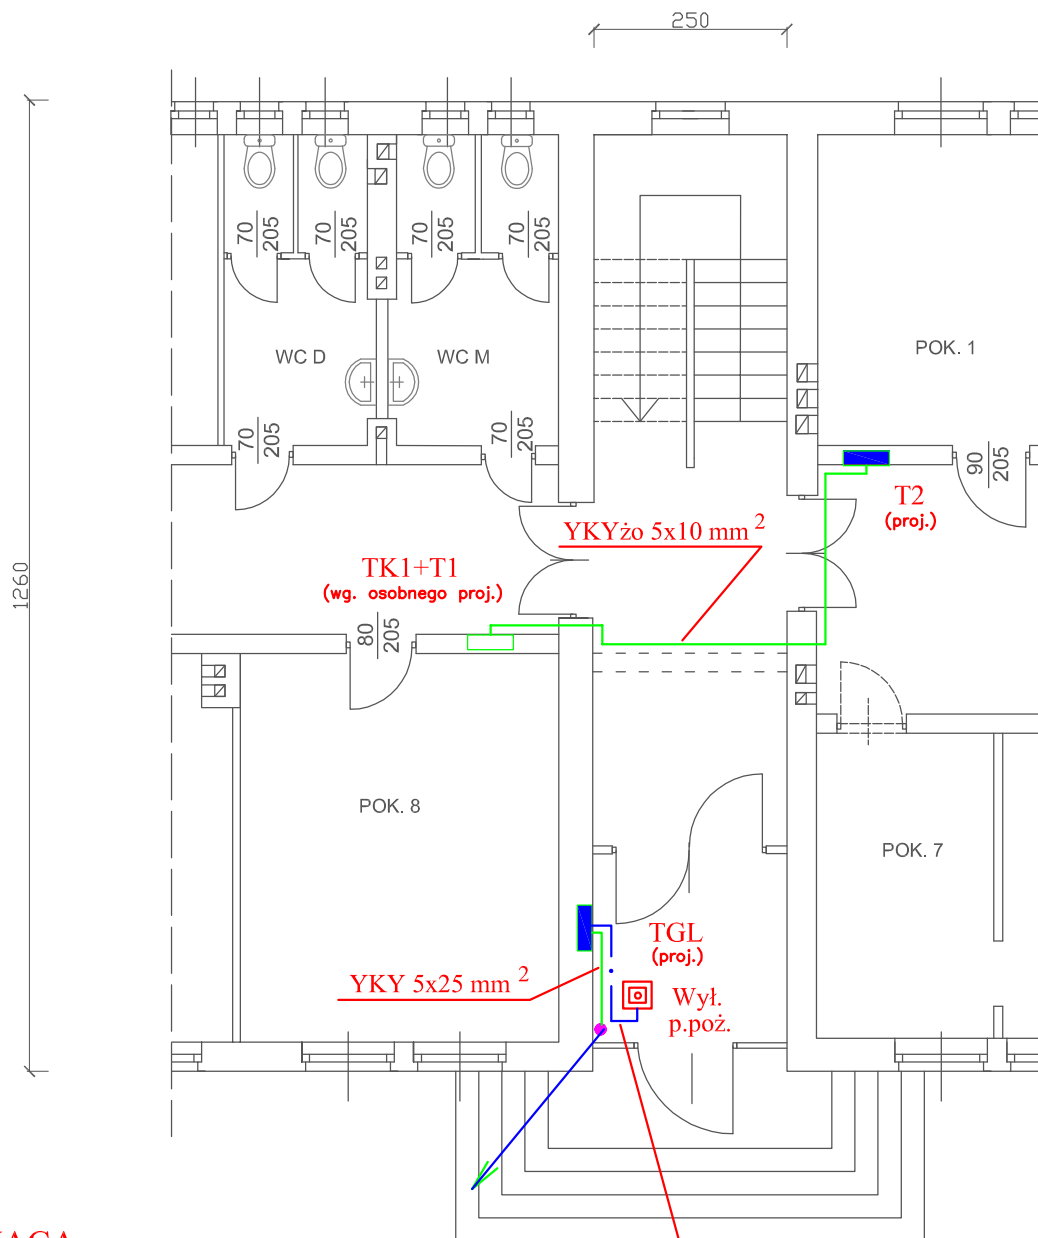 250
70
205
70
205
70
205
70
205
WC D
WC M
POK. 1
70
205
70
205
90
205
T2
(proj.)
YKYżo 5x10 mm 2
TK1+T1
(wg. osobnego proj.)
1260
80
205
POK. 8
POK. 7
TGL
(proj.)
YKY 5x25 mm 2
Wył.
p.poż.